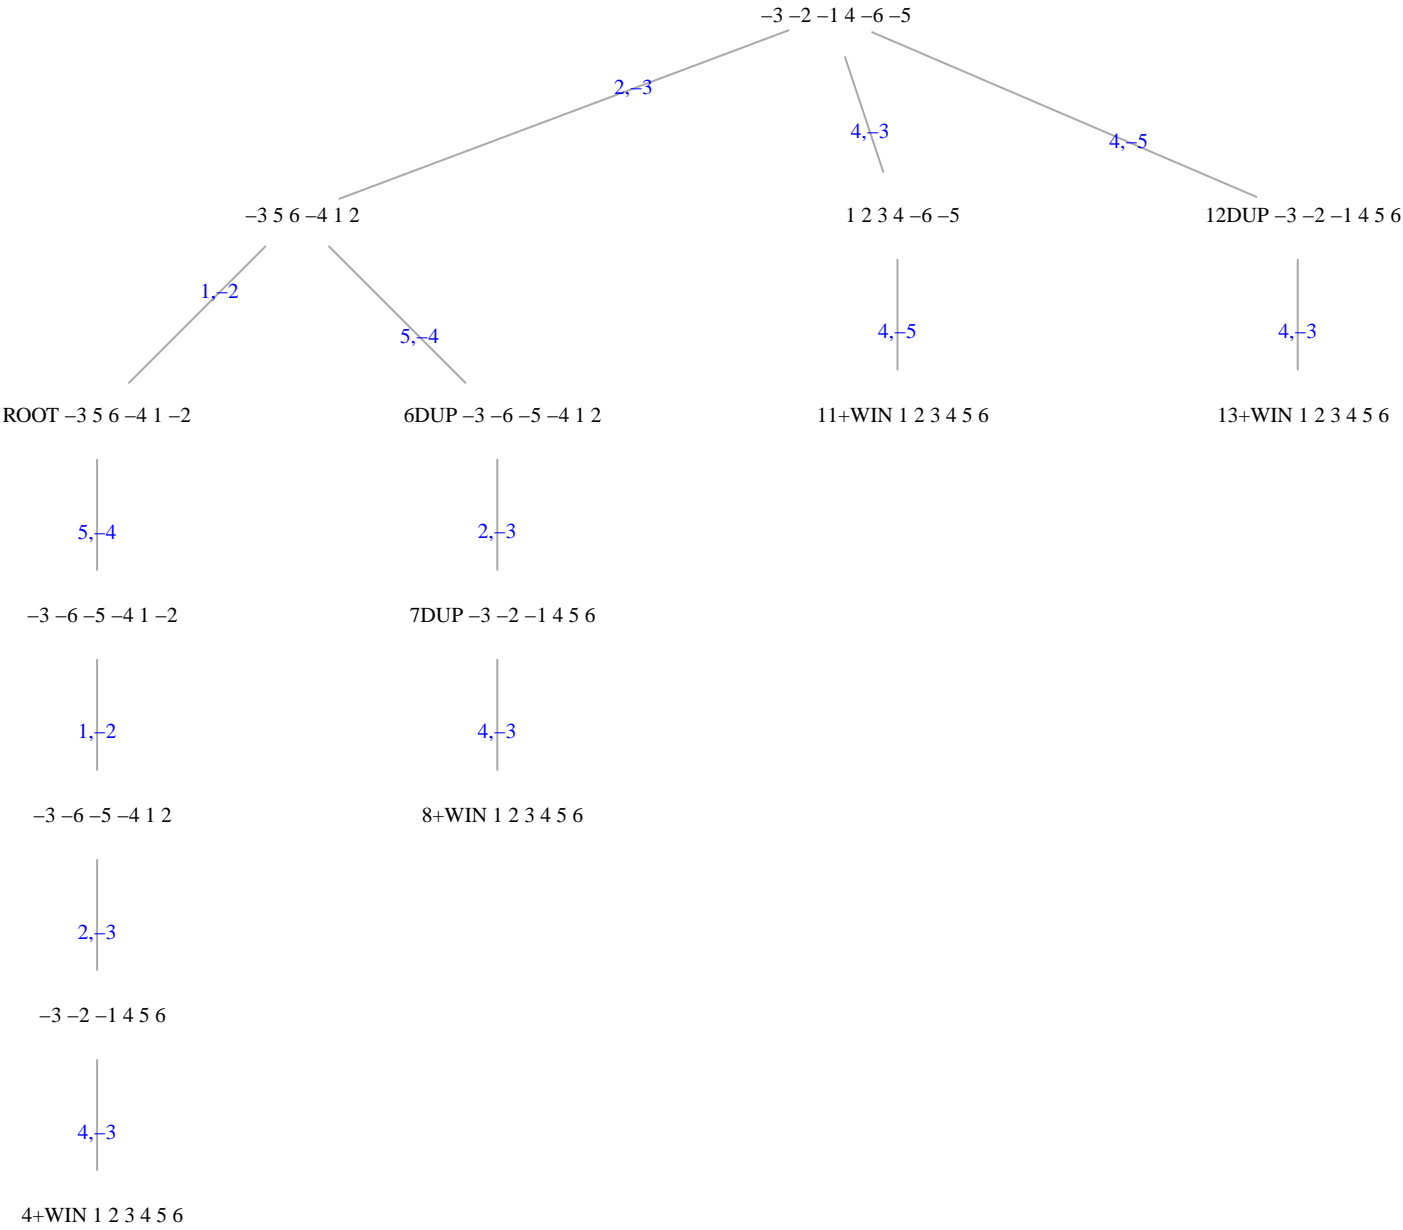 –3 –2 –1 4 –6 –5
2,–3
4,–3
4,–5
–3 5 6 –4 1 2
1 2 3 4 –6 –5
12DUP –3 –2 –1 4 5 6
1,–2
5,–4
4,–5
4,–3
ROOT –3 5 6 –4 1 –2
6DUP –3 –6 –5 –4 1 2
11+WIN 1 2 3 4 5 6
13+WIN 1 2 3 4 5 6
5,–4
2,–3
–3 –6 –5 –4 1 –2
7DUP –3 –2 –1 4 5 6
1,–2
4,–3
–3 –6 –5 –4 1 2
8+WIN 1 2 3 4 5 6
2,–3
–3 –2 –1 4 5 6
4,–3
4+WIN 1 2 3 4 5 6